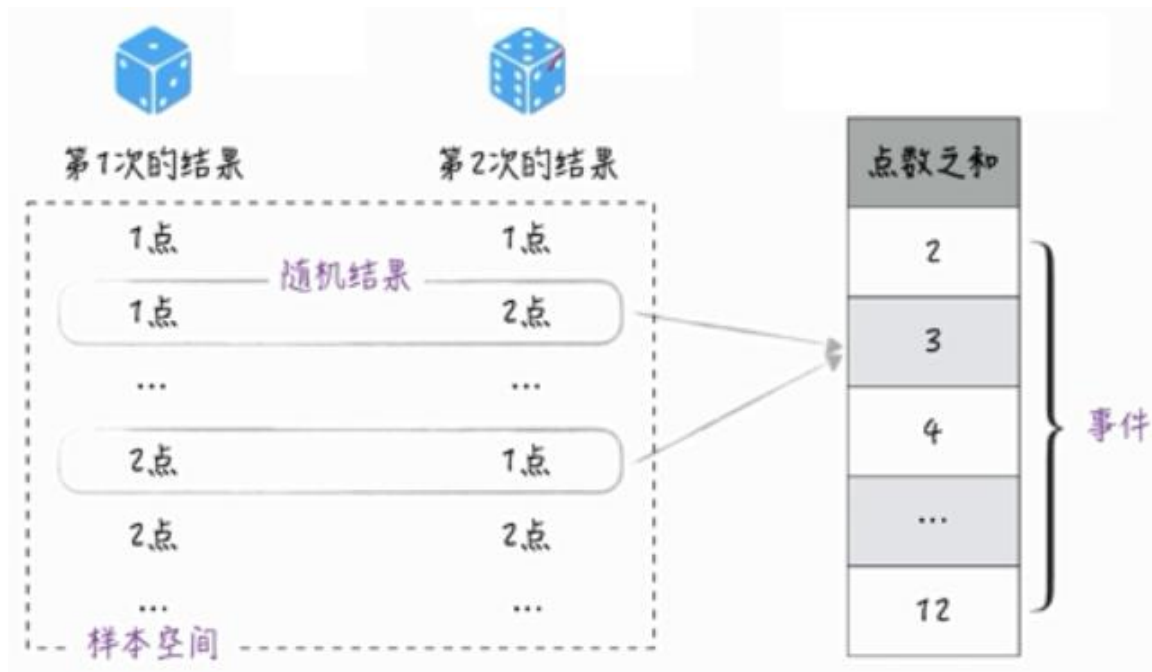 第1次的结果
第2次的结果
点数之和
1点 1点
2
随机结果
1点 2点
3
... ...
4
事件
2点 1点
2点 2点
...
... ...
12
样本空间